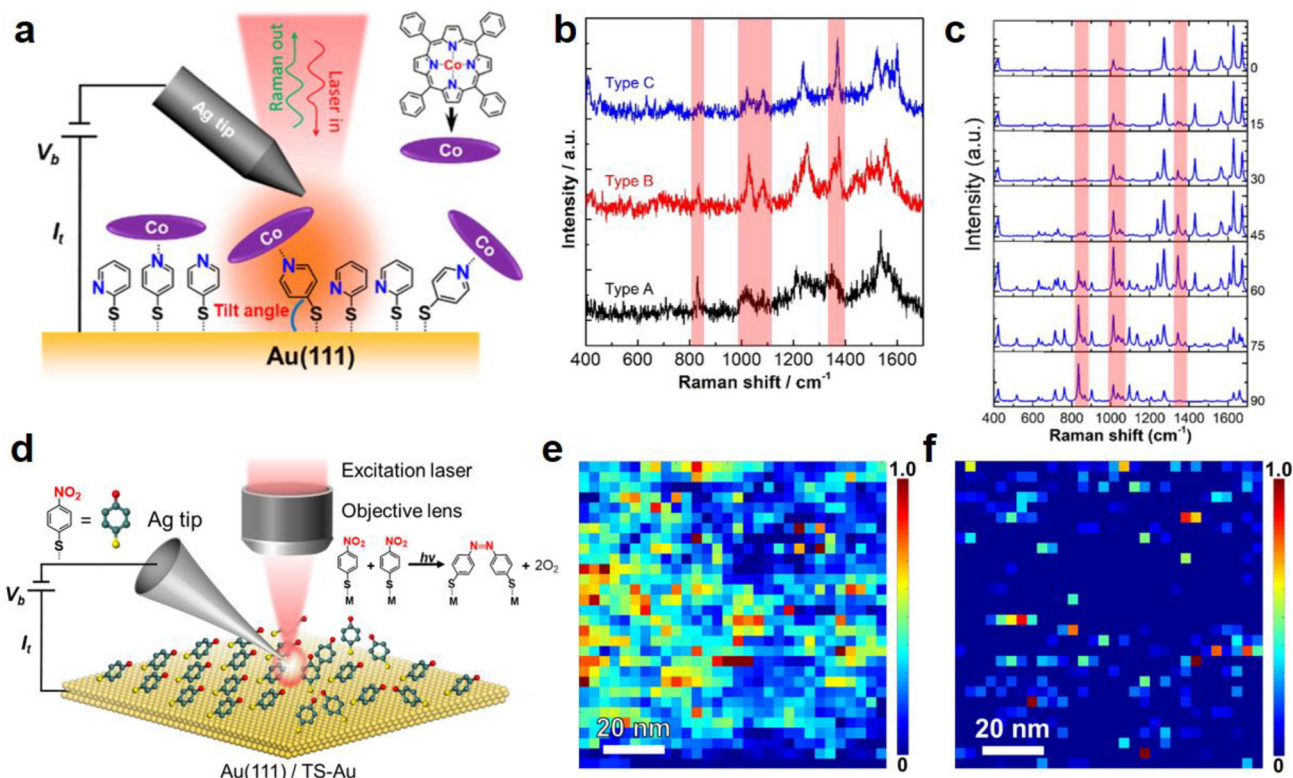 a
Raman out
Laser in
Ag tip
N
N
Co
N
N
Co
V_b
I_t
Co
Co
Co
N
N
N
N
N
N
N
Tilt angle
S
S
S
S
S
S
S
Au(111)
b
Type C
Type B
Type A
Intensity / a.u.
400 600 800 1000 1200 1400 1600
Raman shift / cm⁻¹
c
Intensity (a.u.)
0
15
30
45
60
75
90
400 600 800 1000 1200 1400 1600
Raman shift (cm⁻¹)
d
NO₂
=
S
Ag tip
Excitation laser
Objective lens
NO₂ NO₂
N=N
+ hv + 2O₂
S S S S
M M M M
V_b
I_t
Au(111) / TS-Au
e
1.0
20 nm
0
f
1.0
20 nm
0